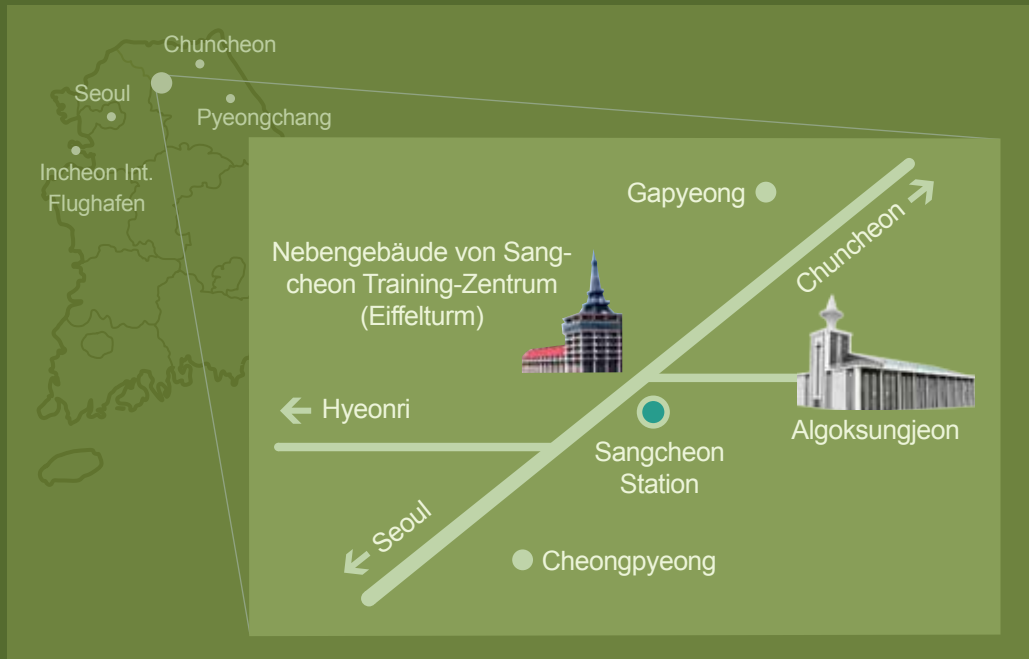 Chuncheon
Seoul
Pyeongchang
Incheon Int.
Flughafen
Gapyeong
Chuncheon
Nebengebäude von Sang-
cheon Training-Zentrum
(Eiffelturm)
Hyeonri
Algoksungjeon
Sangcheon
Station
Seoul
Cheongpyeong